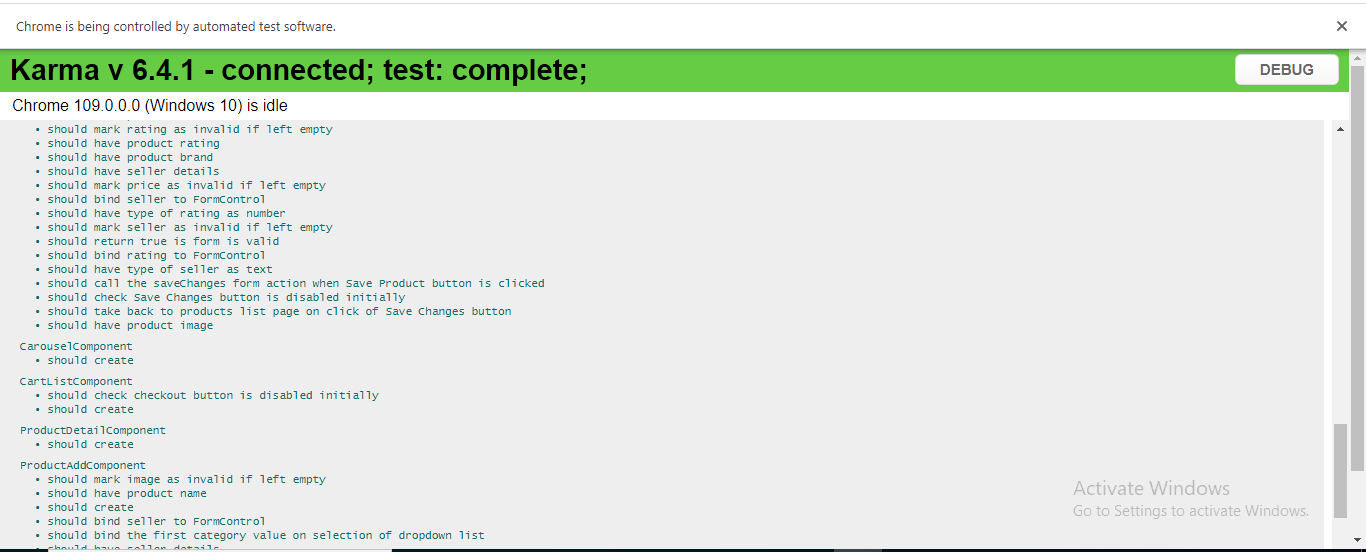 Chrome is being controlled by automated test software.
Karma v 6.4.1 - connected; test: complete;
DEBUG
Chrome 109.0.0.0 (Windows 10) is idle
• should mark rating as invalid if left empty
• should have product rating
• should have product brand
• should have seller details
• should mark price as invalid if left empty
• should bind seller to FormControl
• should have type of rating as number
• should mark seller as invalid if left empty
• should return true is form is valid
• should bind rating to FormControl
• should have type of seller as text
• should call the saveChanges form action when Save Product button is clicked
• should check Save Changes button is disabled initially
• should take back to products list page on click of Save Changes button
• should have product image
CarouselComponent
• should create
CartListComponent
• should check checkout button is disabled initially
• should create
ProductDetailComponent
• should create
ProductAddComponent
• should mark image as invalid if left empty
• should have product name
• should create
• should bind seller to FormControl
• should bind the first category value on selection of dropdown list
• should have seller details
Activate Windows
Go to Settings to activate Windows.